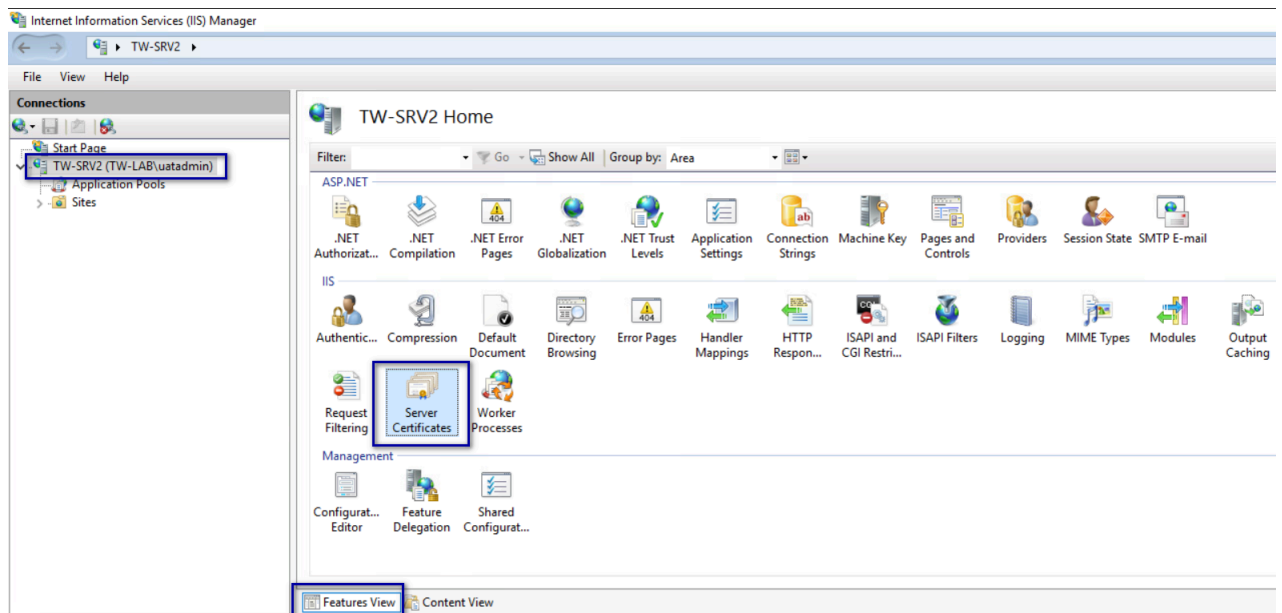 Internet Information Services (IIS) Manager
TW-SRV2
File View Help
Connections
Start Page
TW-SRV2 (TW-LAB\uatadmin)
Application Pools
Sites
TW-SRV2 Home
Filter: Go Show All Group by: Area
ASP.NET
.NET Authorizat...
.NET Compilation
.NET Error Pages
.NET Globalization
.NET Trust Levels
Application Settings
Connection Strings
Machine Key
Pages and Controls
Providers
Session State
SMTP E-mail
IIS
Authentic...
Compression
Default Document
Directory Browsing
Error Pages
Handler Mappings
HTTP Respon...
ISAPI and CGI Restri...
ISAPI Filters
Logging
MIME Types
Modules
Output Caching
Request Filtering
Server Certificates
Worker Processes
Management
Configurat... Editor
Feature Delegation
Shared Configurat...
Features View Content View